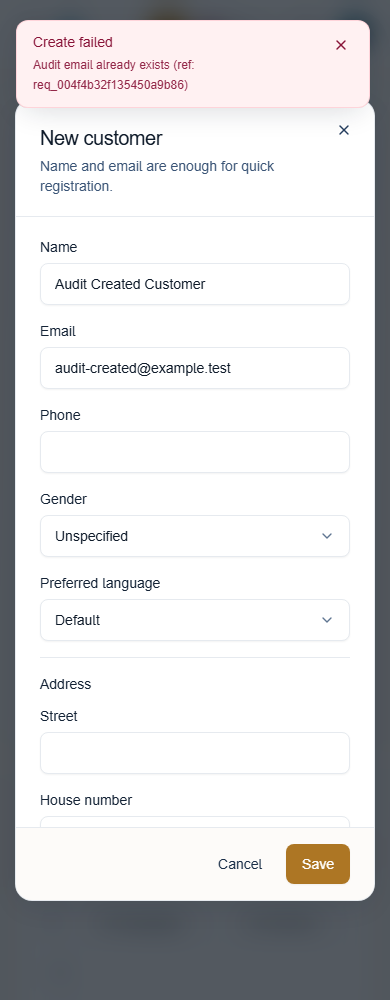 Create failed
Audit email already exists (ref:
req_004f4b32f135450a9b86)
New customer
Name and email are enough for quick
registration.
Name
Audit Created Customer
Email
audit-created@example.test
Phone
Gender
Unspecified
Preferred language
Default
Address
Street
House number
Cancel
Save